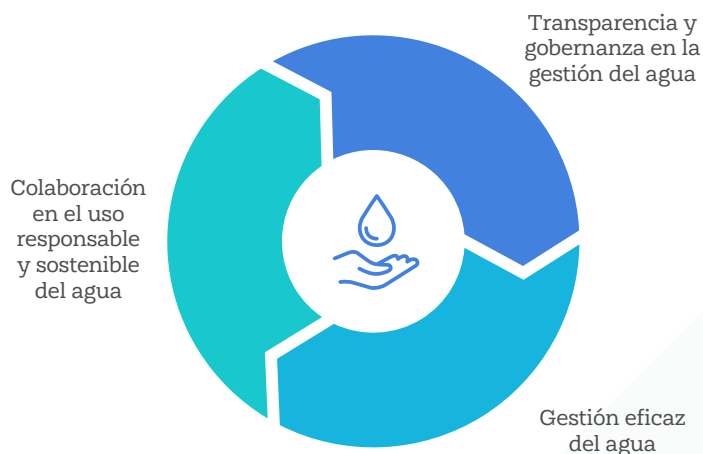 Transparencia y
gobernanza en la
gestión del agua
Colaboración
en el uso
responsable
y sostenible
del agua
Gestión eficaz
del agua